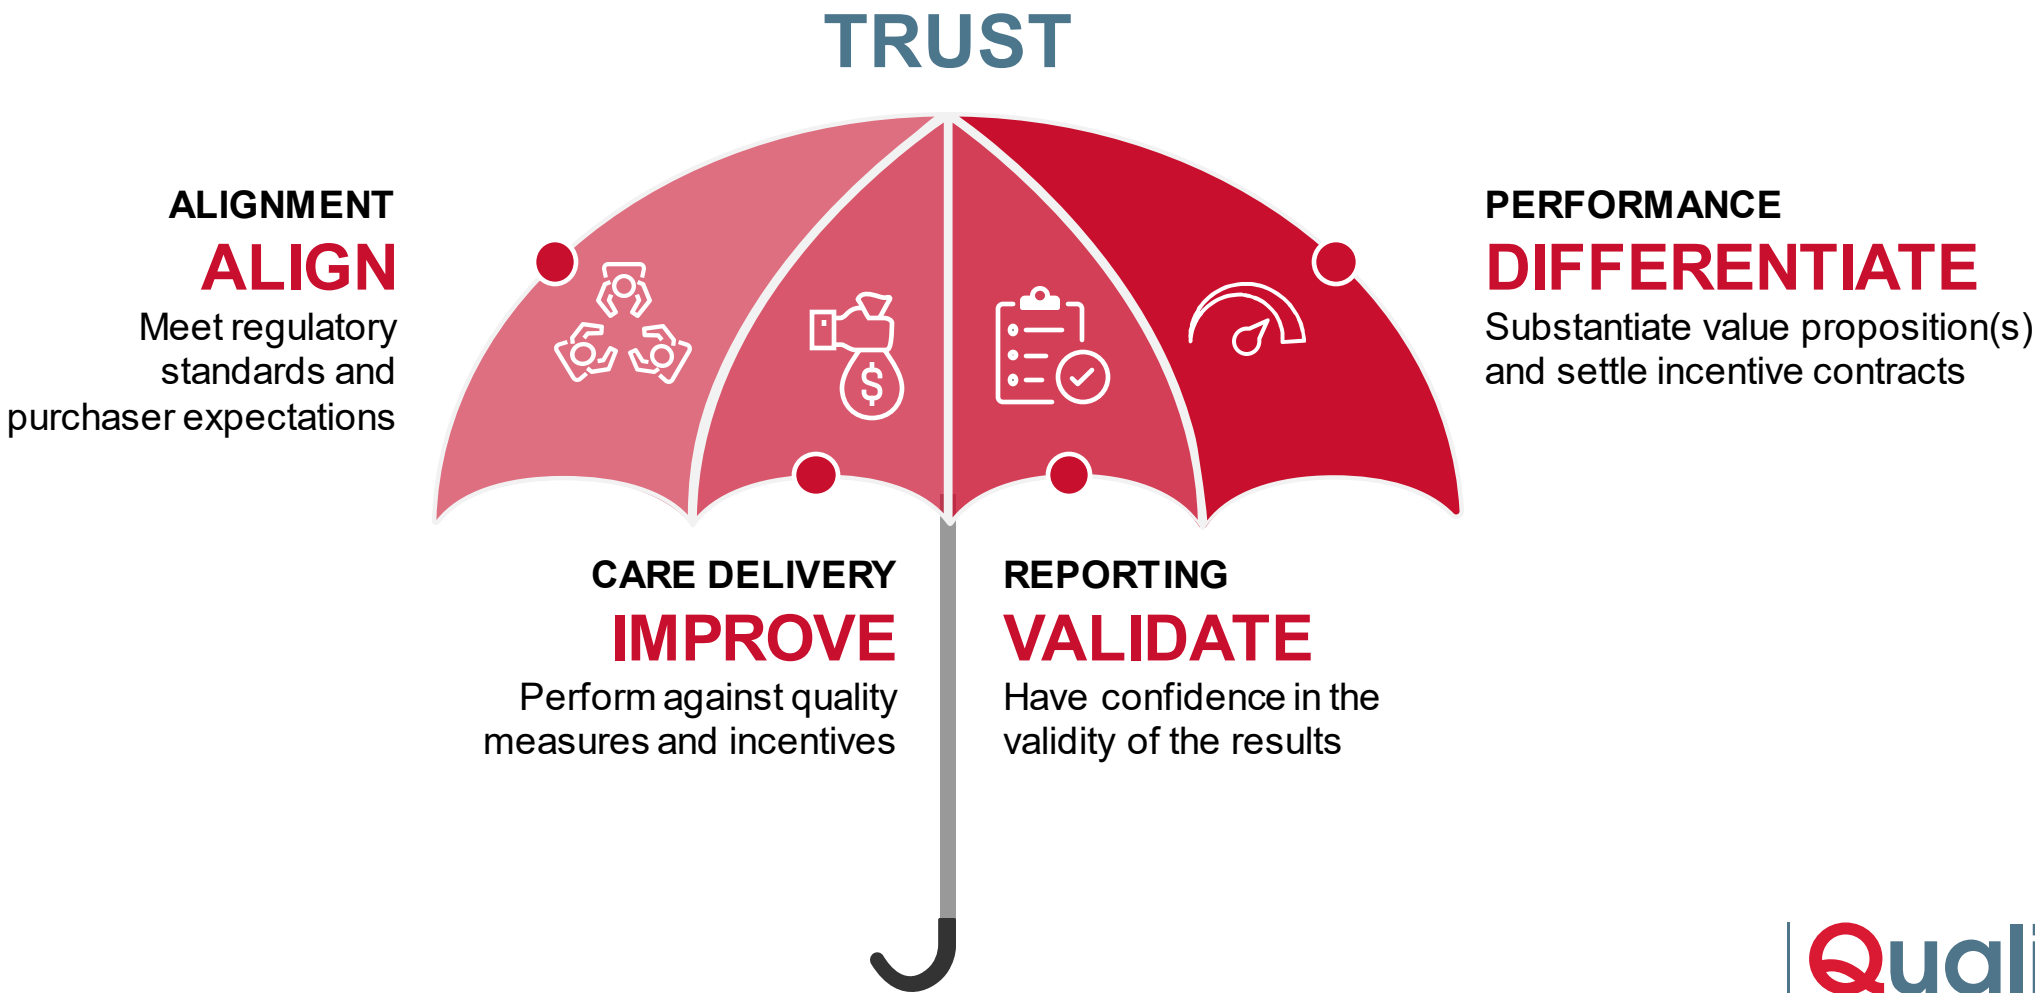 TRUST
ALIGNMENT
ALIGN
Meet regulatory
standards and
purchaser expectations
PERFORMANCE
DIFFERENTIATE
Substantiate value proposition(s)
and settle incentive contracts
$
CARE DELIVERY
IMPROVE
Perform against quality
measures and incentives
REPORTING
VALIDATE
Have confidence in the
validity of the results
Quali